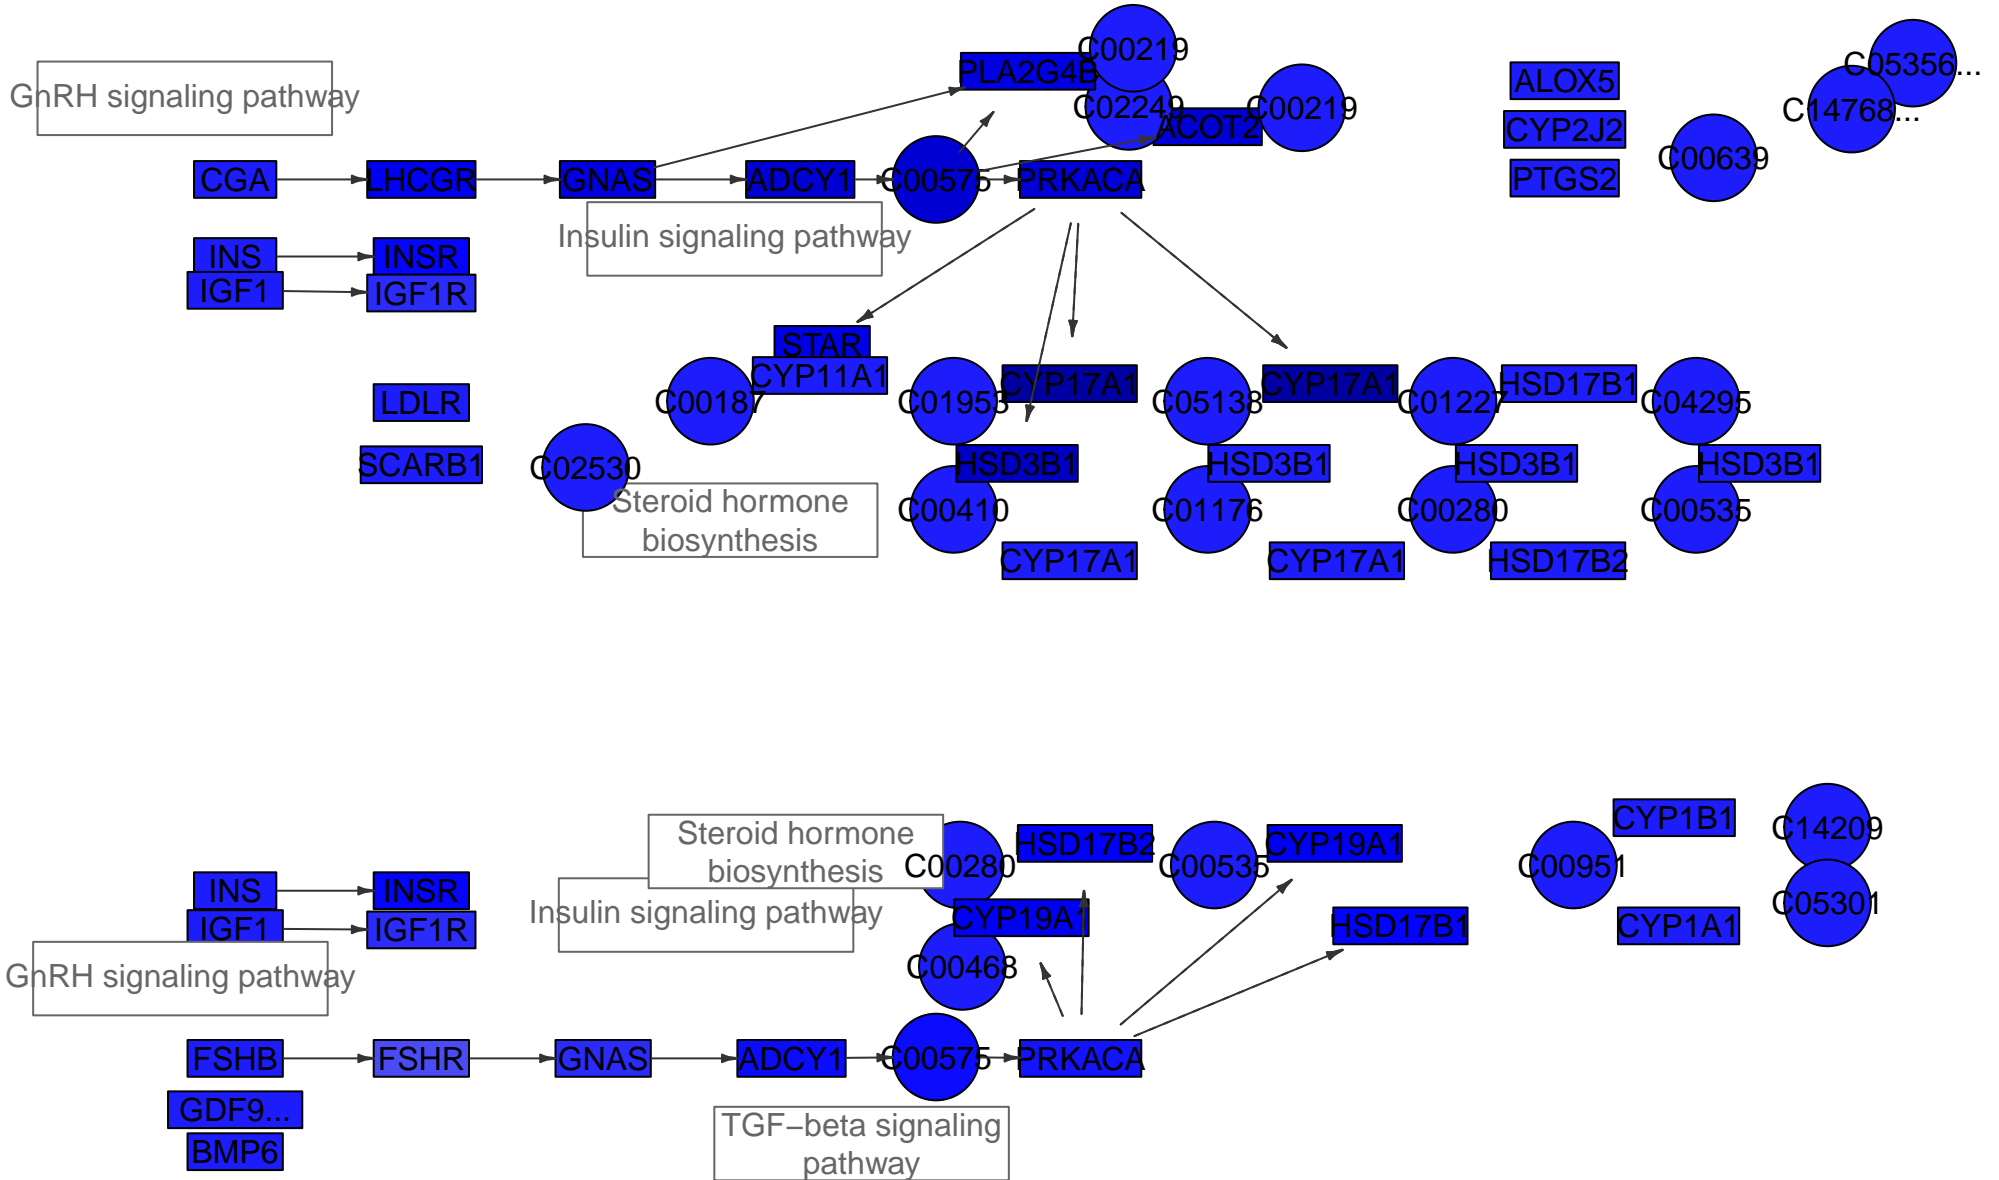 C00219
C05356...
PLA2G4B
ALOX5
GnRH signaling pathway
C02249
C00219
C14768...
ACOT2
CYP2J2
C00639
CGA
LHCGR
GNAS
ADCY1
C00575
PRKACA
PTGS2
Insulin signaling pathway
INS
INSR
IGF1
IGF1R
STAR
CYP11A1
CYP17A1
CYP17A1
HSD17B1
LDLR
C00187
C01953
C05138
C01227
C04295
SCARB1
C02530
HSD3B1
HSD3B1
HSD3B1
HSD3B1
Steroid hormone
biosynthesis
C00410
C01176
C00280
C00535
CYP17A1
CYP17A1
HSD17B2
CYP1B1
C14209
Steroid hormone
biosynthesis
HSD17B2
CYP19A1
C00280
C00535
C00951
INS
INSR
C05301
Insulin signaling pathway
CYP19A1
HSD17B1
CYP1A1
IGF1
IGF1R
C00468
GnRH signaling pathway
FSHB
FSHR
GNAS
ADCY1
C00575
PRKACA
GDF9...
TGF−beta signaling
pathway
BMP6